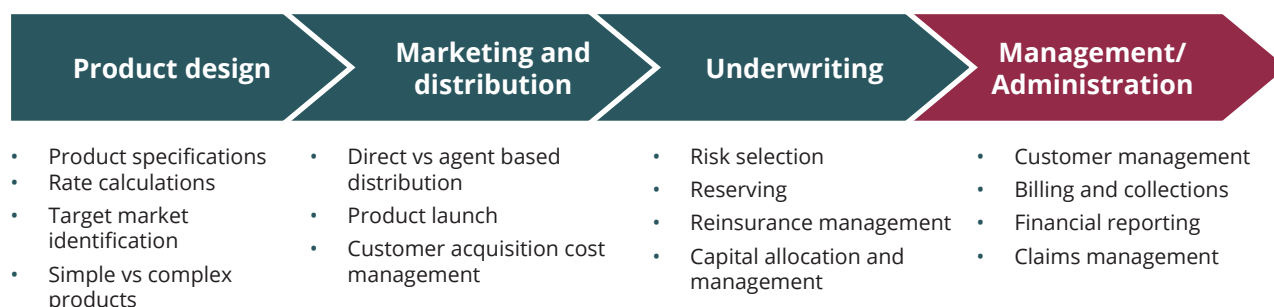 Product design
Marketing and
distribution
Underwriting
Management/
Administration
• Product specifications
• Rate calculations
• Target market
identification
• Simple vs complex
products
• Direct vs agent based
distribution
• Product launch
• Customer acquisition cost
management
• Risk selection
• Reserving
• Reinsurance management
• Capital allocation and
management
• Customer management
• Billing and collections
• Financial reporting
• Claims management